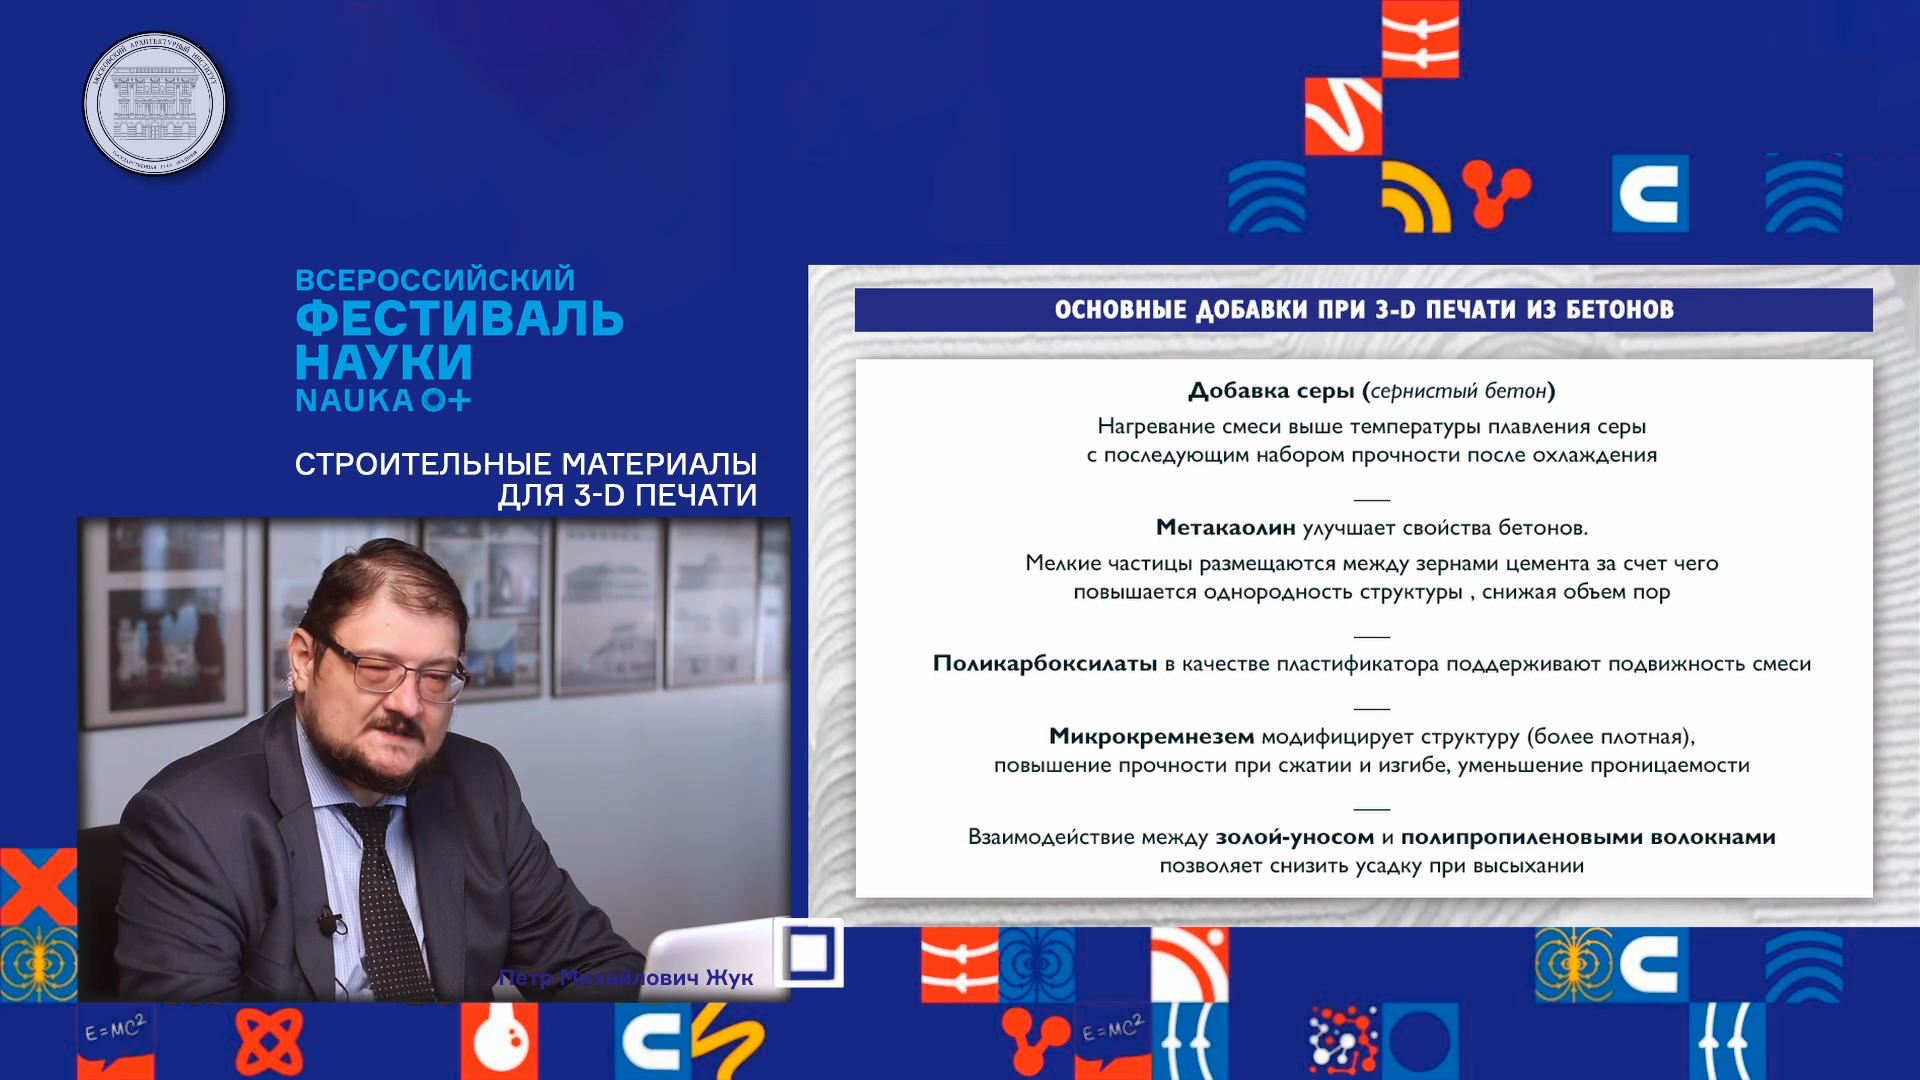 МОСКОВСКИЙ АРХИТЕКТУРНЫЙ ИНСТИТУТ
ВСЕРОССИЙСКИЙ
ФЕСТИВАЛЬ
НАУКИ
NAUKA 0+
СТРОИТЕЛЬНЫЕ МАТЕРИАЛЫ
ДЛЯ 3-D ПЕЧАТИ
Петр Михайлович Жук
ОСНОВНЫЕ ДОБАВКИ ПРИ 3-D ПЕЧАТИ ИЗ БЕТОНОВ
Добавка серы (сернистый бетон)
Нагревание смеси выше температуры плавления серы
с последующим набором прочности после охлаждения
Метакаолин улучшает свойства бетонов.
Мелкие частицы размещаются между зернами цемента за счет чего
повышается однородность структуры , снижая объем пор
Поликарбоксилаты в качестве пластификатора поддерживают подвижность смеси
Микрокремнезем модифицирует структуру (более плотная),
повышение прочности при сжатии и изгибе, уменьшение проницаемости
Взаимодействие между золой-уносом и полипропиленовыми волокнами
позволяет снизить усадку при высыхании
E=MC²
E=MC²